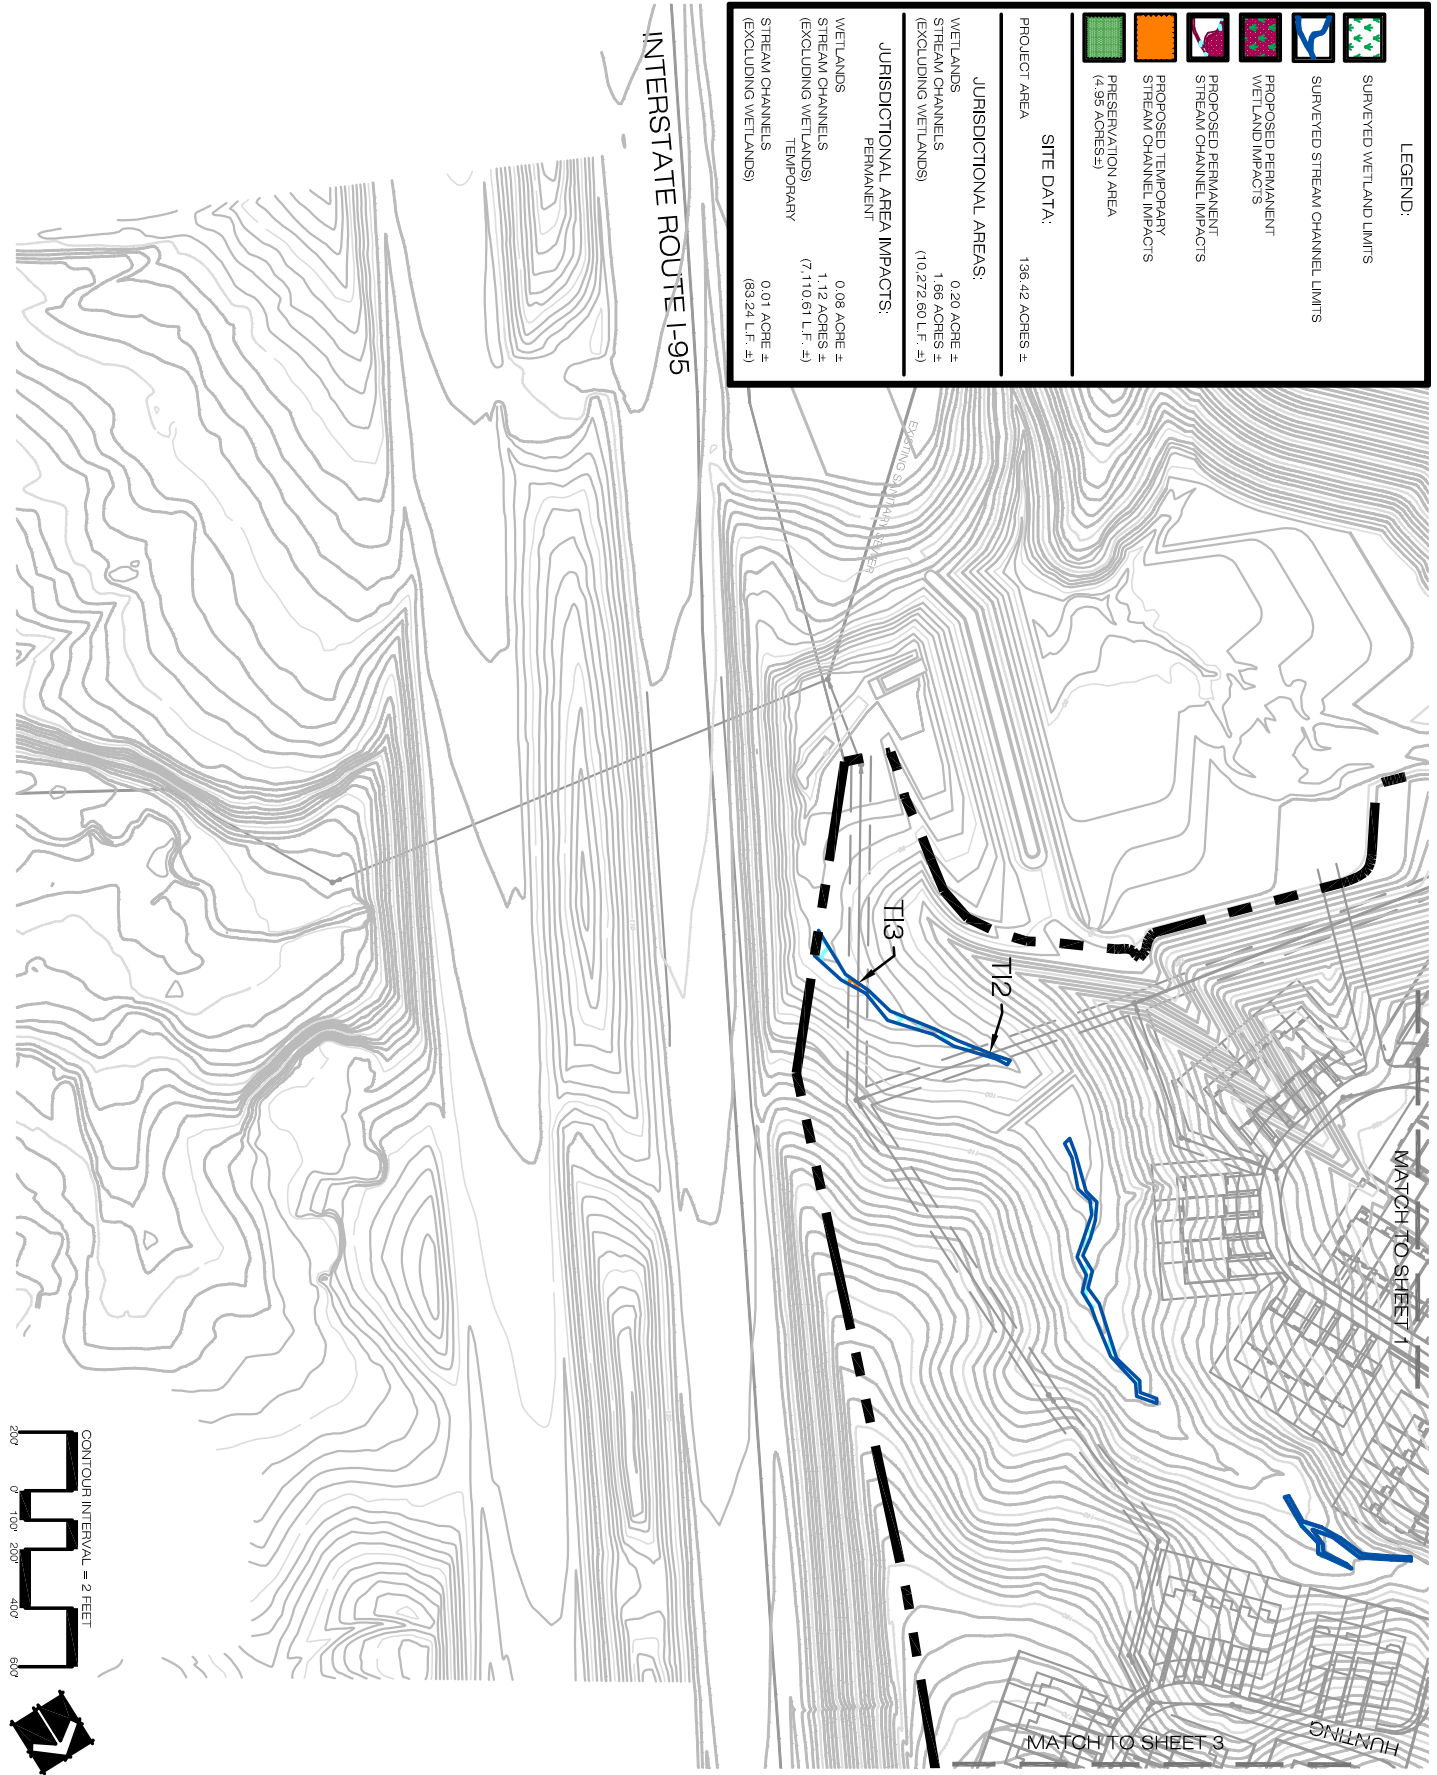 LEGEND:
SURVEYED WETLAND LIMITS
SURVEYED STREAM CHANNEL LIMITS
PROPOSED PERMANENT
WETLAND IMPACTS
PROPOSED PERMANENT
STREAM CHANNEL IMPACTS
PROPOSED TEMPORARY
STREAM CHANNEL IMPACTS
PRESERVATION AREA
(4.95 ACRES±)
SITE DATA:
PROJECT AREA 136.42 ACRES ±
JURISDICTIONAL AREAS:
WETLANDS 0.20 ACRE ±
STREAM CHANNELS 1.66 ACRES ±
(EXCLUDING WETLANDS) (10,272.60 L.F. ±)
JURISDICTIONAL AREA IMPACTS:
PERMANENT
WETLANDS 0.08 ACRE ±
STREAM CHANNELS 1.12 ACRES ±
(EXCLUDING WETLANDS) (7,110.61 L.F. ±)
TEMPORARY
STREAM CHANNELS 0.01 ACRE ±
(EXCLUDING WETLANDS) (83.24 L.F. ±)
INTERSTATE ROUTE I-95
EXISTING SANITARY SEWER
TI3
TI2
MATCH TO SHEET 1
MATCH TO SHEET 3
HUNTING
CONTOUR INTERVAL = 2 FEET
200' 0' 100' 200' 400' 600'